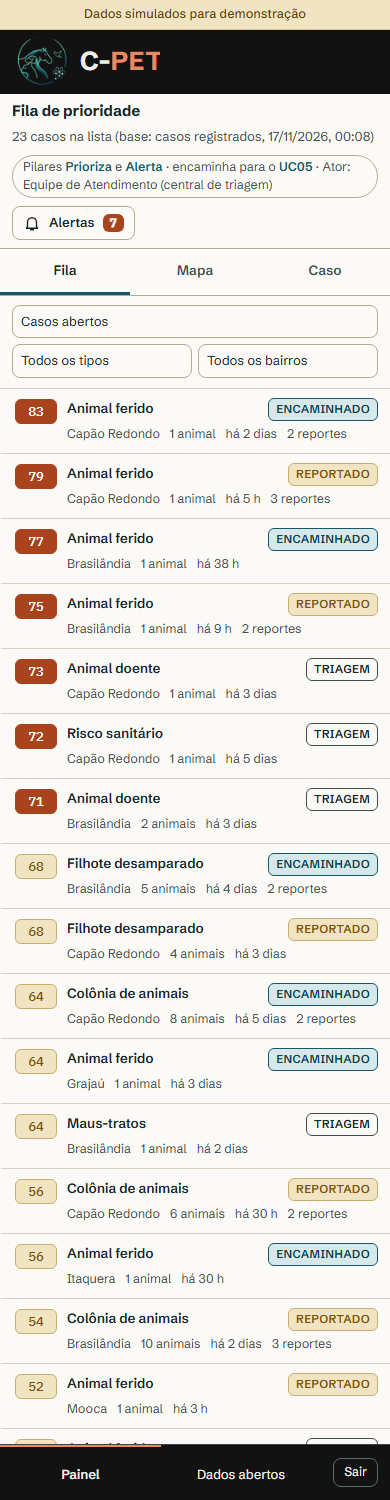 Dados simulados para demonstração
C-PET
Fila de prioridade
23 casos na lista (base: casos registrados, 17/11/2026, 00:08)
Pilares Prioriza e Alerta · encaminha para o UC05 · Ator:
Equipe de Atendimento (central de triagem)
Alertas 7
Fila Mapa Caso
Casos abertos
Todos os tipos Todos os bairros
83 Animal ferido ENCAMINHADO
Capão Redondo 1 animal há 2 dias 2 reportes
79 Animal ferido REPORTADO
Capão Redondo 1 animal há 5 h 3 reportes
77 Animal ferido ENCAMINHADO
Brasilândia 1 animal há 38 h
75 Animal ferido REPORTADO
Brasilândia 1 animal há 9 h 2 reportes
73 Animal doente TRIAGEM
Capão Redondo 1 animal há 3 dias
72 Risco sanitário TRIAGEM
Capão Redondo 1 animal há 5 dias
71 Animal doente TRIAGEM
Brasilândia 2 animais há 3 dias
68 Filhote desamparado ENCAMINHADO
Brasilândia 5 animais há 4 dias 2 reportes
68 Filhote desamparado REPORTADO
Capão Redondo 4 animais há 3 dias
64 Colônia de animais ENCAMINHADO
Capão Redondo 8 animais há 5 dias 2 reportes
64 Animal ferido ENCAMINHADO
Grajaú 1 animal há 3 dias
64 Maus-tratos TRIAGEM
Brasilândia 1 animal há 2 dias
56 Colônia de animais REPORTADO
Capão Redondo 6 animais há 30 h 2 reportes
56 Animal ferido ENCAMINHADO
Itaquera 1 animal há 30 h
54 Colônia de animais REPORTADO
Brasilândia 10 animais há 2 dias 3 reportes
52 Animal ferido REPORTADO
Mooca 1 animal há 3 h
Painel Dados abertos Sair